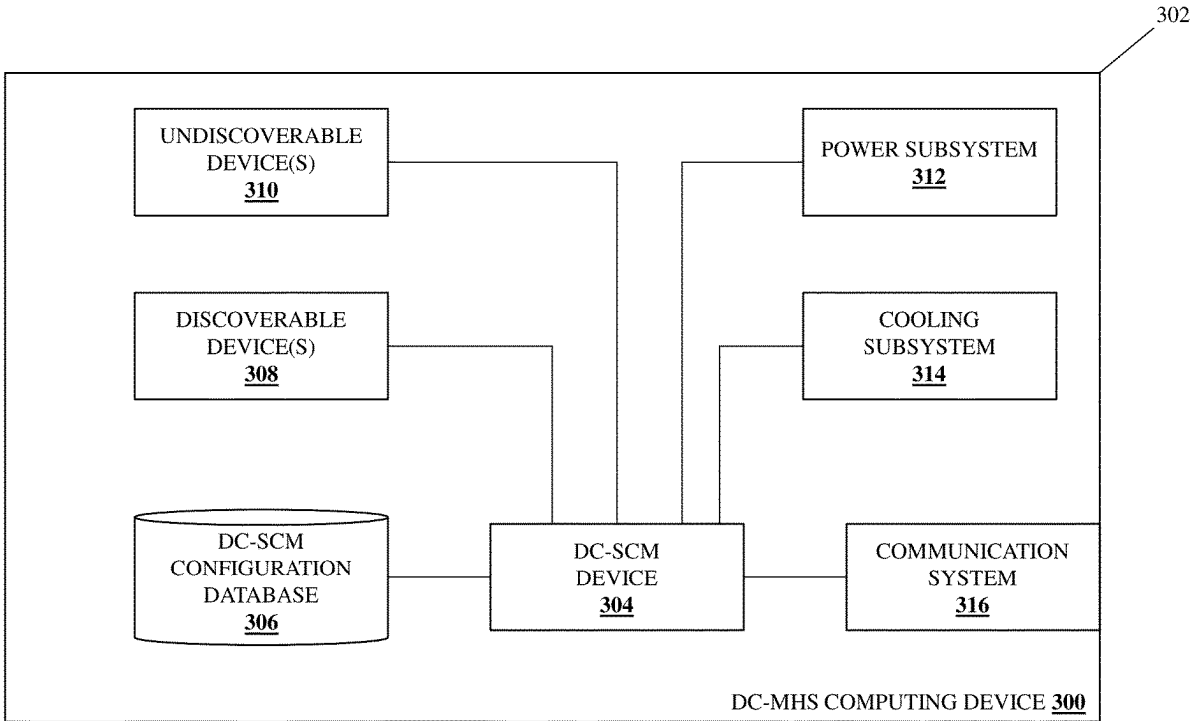 302
UNDISCOVERABLE
DEVICE(S)
310
POWER SUBSYSTEM
312
DISCOVERABLE
DEVICE(S)
308
COOLING
SUBSYSTEM
314
DC-SCM
CONFIGURATION
DATABASE
306
DC-SCM
DEVICE
304
COMMUNICATION
SYSTEM
316
DC-MHS COMPUTING DEVICE 300